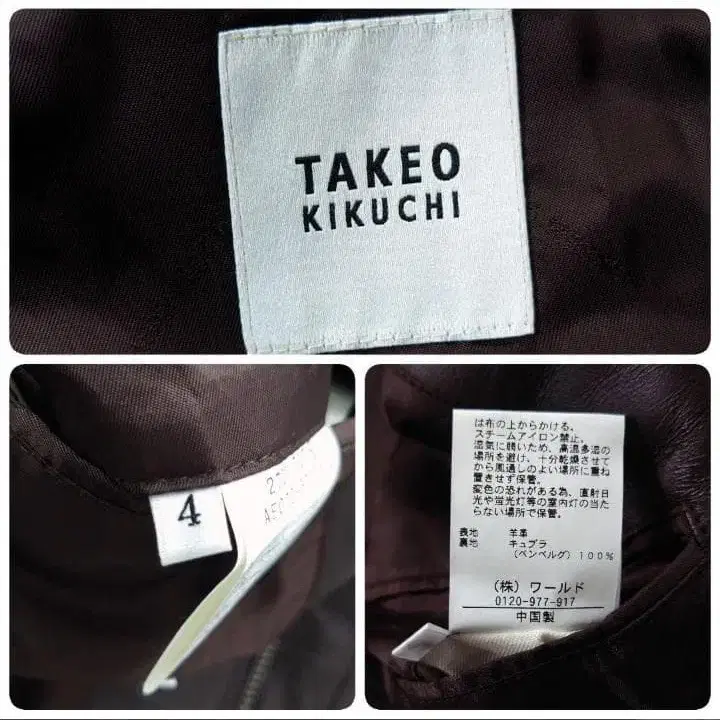 TAKEO
KIKUCHI
4
は布の上からかける。
スチームアイロン禁止。
湿気に弱いため、高温多湿の
場所を避け、十分乾燥させて
から風通しのよい場所に重ね
置きせず保管。
変色の恐れがある為、直射日
光や蛍光灯等の室内灯の当た
らない場所で保管。
表地 羊革
裏地 キュプラ
(ベンベルグ) 100%
(株) ワールド
0120-977-917
中国製